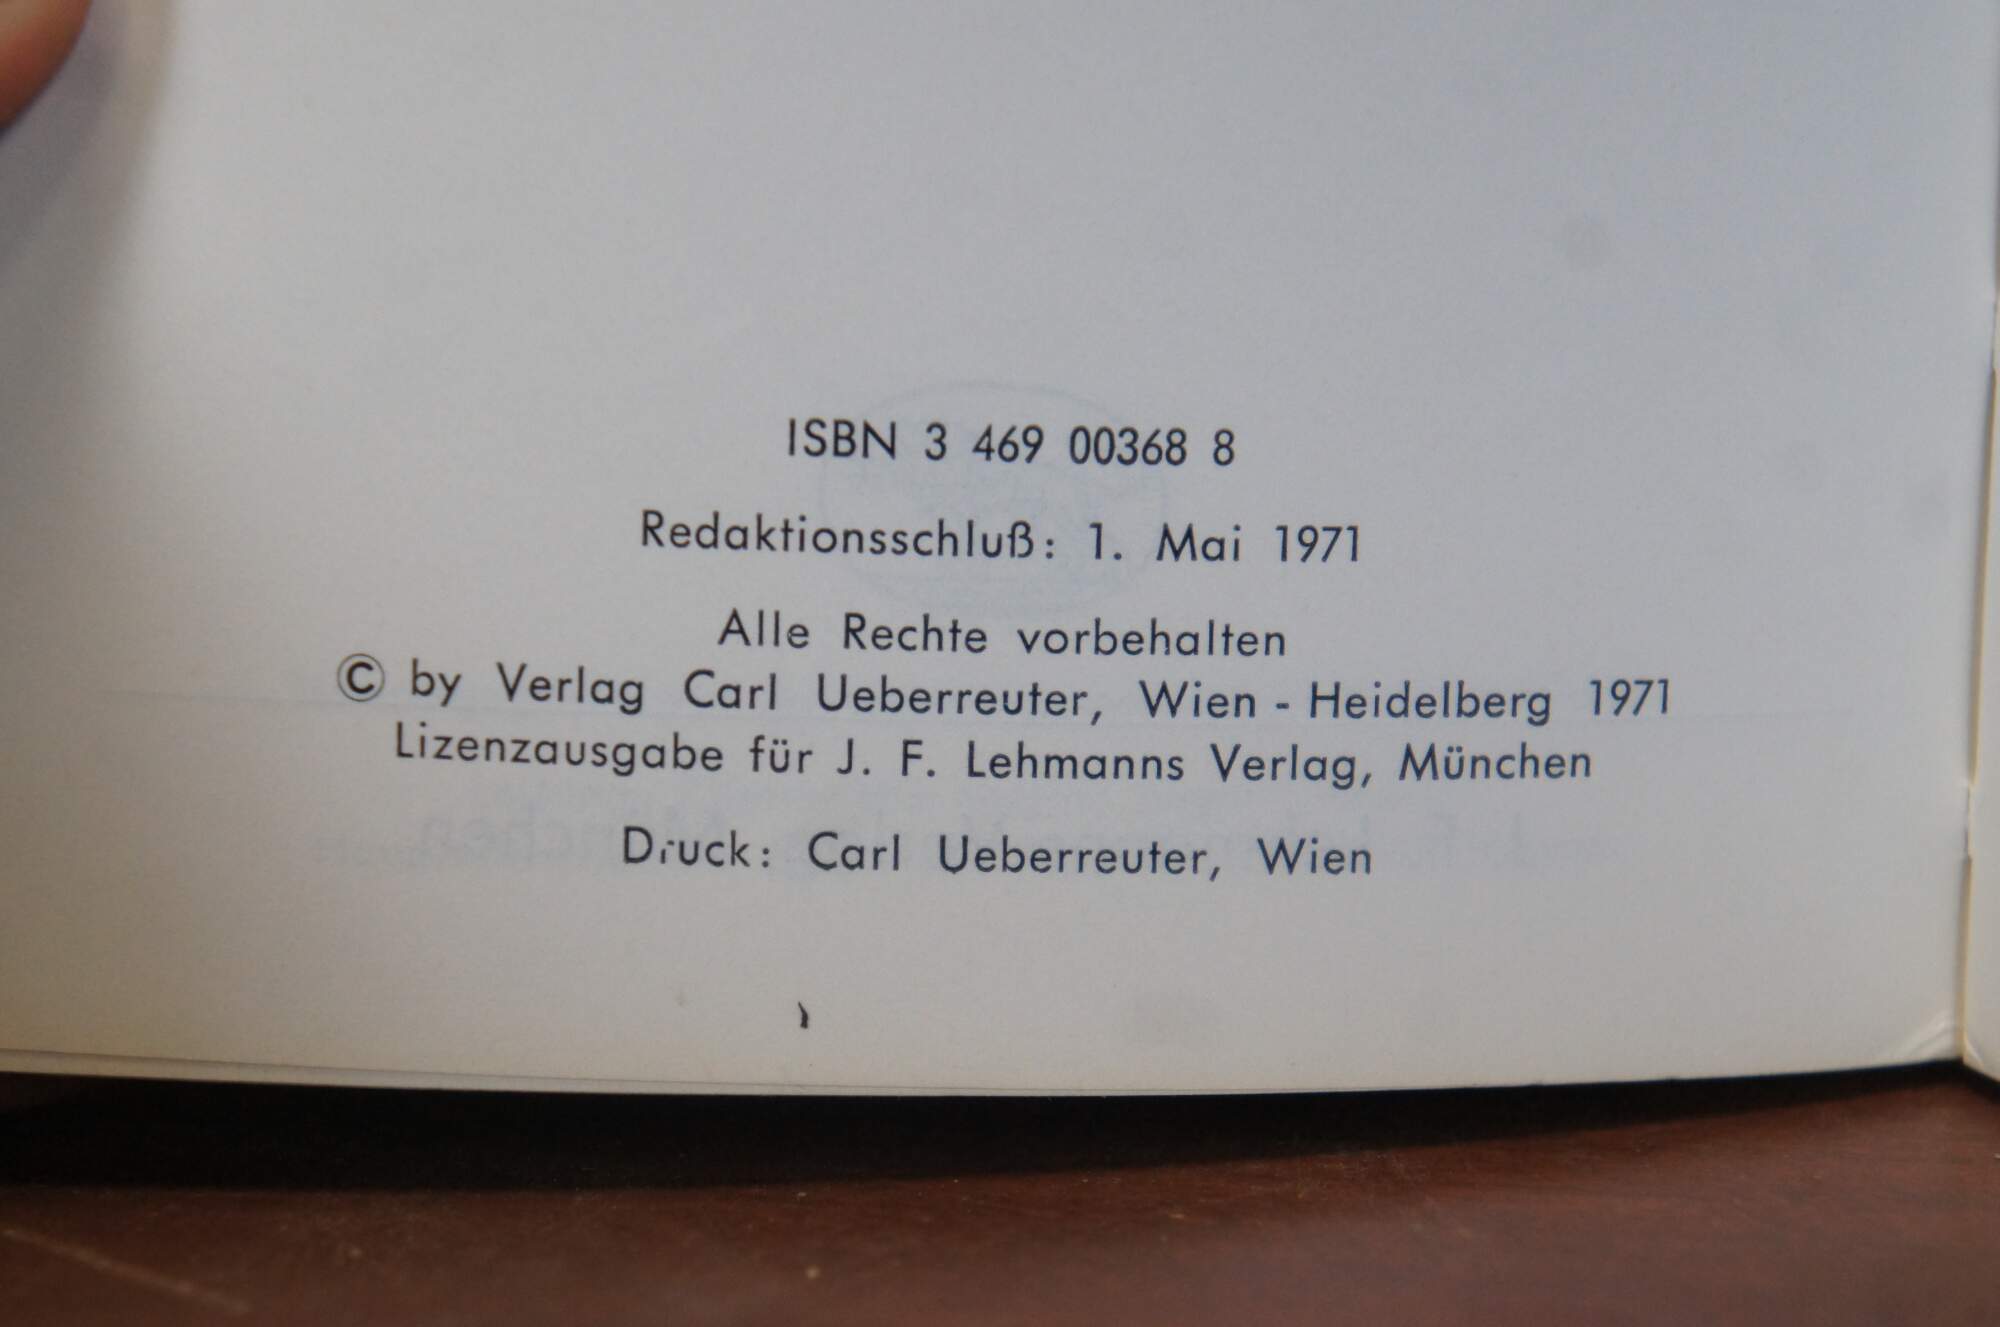 ISBN 3 469 00368 8
Redaktionsschluß: 1. Mai 1971
Alle Rechte vorbehalten
© by Verlag Carl Ueberreuter, Wien - Heidelberg 1971
Lizenzausgabe für J. F. Lehmanns Verlag, München
Druck: Carl Ueberreuter, Wien